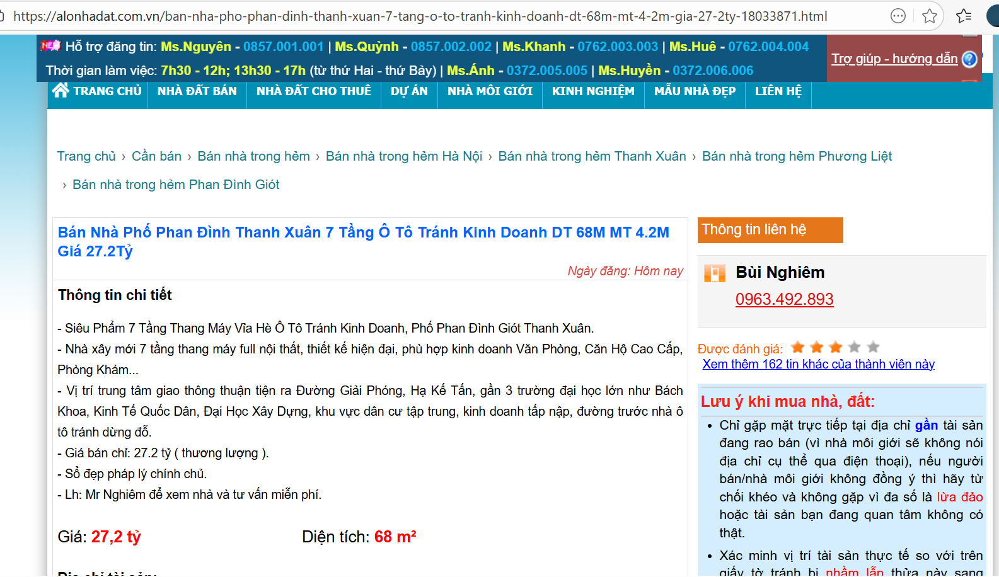 https://alonhadat.com.vn/ban-nha-pho-phan-dinh-thanh-xuan-7-tang-o-to-tranh-kinh-doanh-dt-68m-mt-4-2m-gia-27-2ty-18033871.html
NEW Hỗ trợ đăng tin: Ms.Nguyên - 0857.001.001 | Ms.Quỳnh - 0857.002.002 | Ms.Khanh - 0762.003.003 | Ms.Huê - 0762.004.004
Thời gian làm việc: 7h30 - 12h; 13h30 - 17h (từ thứ Hai - thứ Bảy) | Ms.Ánh - 0372.005.005 | Ms.Huyền - 0372.006.006
Trợ giúp - hướng dẫn ?
TRANG CHỦ NHÀ ĐẤT BÁN NHÀ ĐẤT CHO THUÊ DỰ ÁN NHÀ MÔI GIỚI KINH NGHIỆM MẪU NHÀ ĐẸP LIÊN HỆ
Trang chủ › Cần bán › Bán nhà trong hẻm › Bán nhà trong hẻm Hà Nội › Bán nhà trong hẻm Thanh Xuân › Bán nhà trong hẻm Phương Liệt
› Bán nhà trong hẻm Phan Đình Giót
Bán Nhà Phố Phan Đình Thanh Xuân 7 Tầng Ô Tô Tránh Kinh Doanh DT 68M MT 4.2M
Giá 27.2Tỷ
Ngày đăng: Hôm nay
Thông tin chi tiết
- Siêu Phẩm 7 Tầng Thang Máy Vỉa Hè Ô Tô Tránh Kinh Doanh, Phố Phan Đình Giót Thanh Xuân.
- Nhà xây mới 7 tầng thang máy full nội thất, thiết kế hiện đại, phù hợp kinh doanh Văn Phòng, Căn Hộ Cao Cấp,
Phòng Khám...
- Vị trí trung tâm giao thông thuận tiện ra Đường Giải Phóng, Hạ Kế Tấn, gần 3 trường đại học lớn như Bách
Khoa, Kinh Tế Quốc Dân, Đại Học Xây Dựng, khu vực dân cư tập trung, kinh doanh tấp nập, đường trước nhà ô
tô tránh dừng đỗ.
- Giá bán chỉ: 27.2 tỷ ( thương lượng ).
- Sổ đẹp pháp lý chính chủ.
- Lh: Mr Nghiêm để xem nhà và tư vấn miễn phí.
Giá: 27,2 tỷ Diện tích: 68 m²
Địa chỉ tài sản:
Thông tin liên hệ
Bùi Nghiêm
0963.492.893
Được đánh giá:
Xem thêm 162 tin khác của thành viên này
Lưu ý khi mua nhà, đất:
• Chỉ gặp mặt trực tiếp tại địa chỉ gần tài sản
đang rao bán (vì nhà môi giới sẽ không nói
địa chỉ cụ thể qua điện thoại), nếu người
bán/nhà môi giới không đồng ý thì hãy từ
chối khéo và không gặp vì đa số là lừa đảo
hoặc tài sản bạn đang quan tâm không có
thật.
• Xác minh vị trí tài sản thực tế so với trên
giấy tờ tránh bị nhầm lẫn thửa này sang